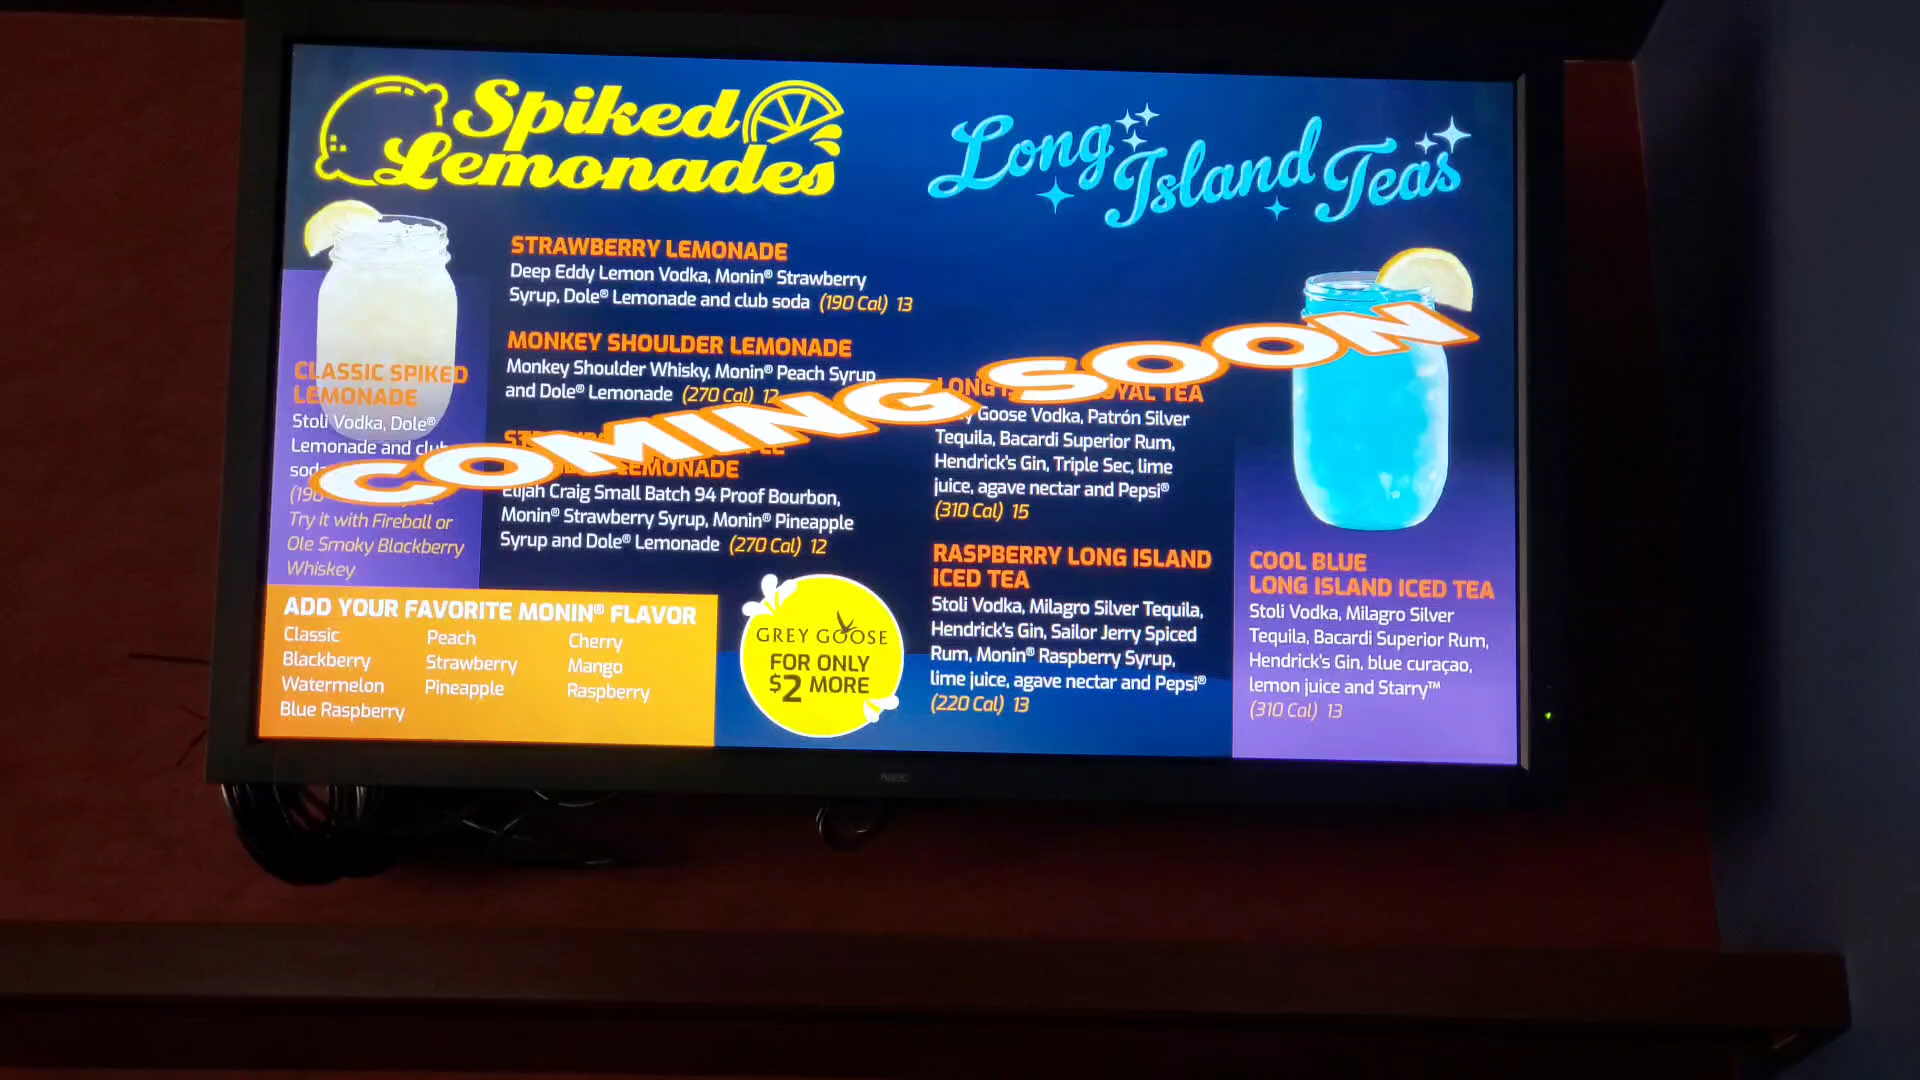 Spiked
Lemonades
STRAWBERRY LEMONADE
Deep Eddy Lemon Vodka, Monin® Strawberry
Syrup, Dole® Lemonade and club soda (190 Cal) 13
MONKEY SHOULDER LEMONADE
Monkey Shoulder Whisky, Monin® Peach Syrup
and Dole® Lemonade (270 Cal) 12
LEMONADE
Elijah Craig Small Batch 94 Proof Bourbon,
Monin® Strawberry Syrup, Monin® Pineapple
Syrup and Dole® Lemonade (270 Cal) 12
CLASSIC SPIKED
LEMONADE
Stoli Vodka, Dole®
Lemonade and club
Try it with Fireball or
Ole Smoky Blackberry
Whiskey
ADD YOUR FAVORITE MONIN® FLAVOR
Classic
Blackberry
Watermelon
Blue Raspberry
Peach
Strawberry
Pineapple
Cherry
Mango
Raspberry
GREY GOOSE
FOR ONLY
$2 MORE
COMING SOON
Long Island Teas
LONG TEA
Goose Vodka, Patrón Silver
Tequila, Bacardi Superior Rum,
Hendrick's Gin, Triple Sec, lime
juice, agave nectar and Pepsi®
(310 Cal) 15
RASPBERRY LONG ISLAND
ICED TEA
Stoli Vodka, Milagro Silver Tequila,
Hendrick's Gin, Sailor Jerry Spiced
Rum, Monin® Raspberry Syrup,
lime juice, agave nectar and Pepsi®
(220 Cal) 13
COOL BLUE
LONG ISLAND ICED TEA
Stoli Vodka, Milagro Silver
Tequila, Bacardi Superior Rum,
Hendrick's Gin, blue curaçao,
lemon juice and Starry™
(310 Cal) 13
NEC